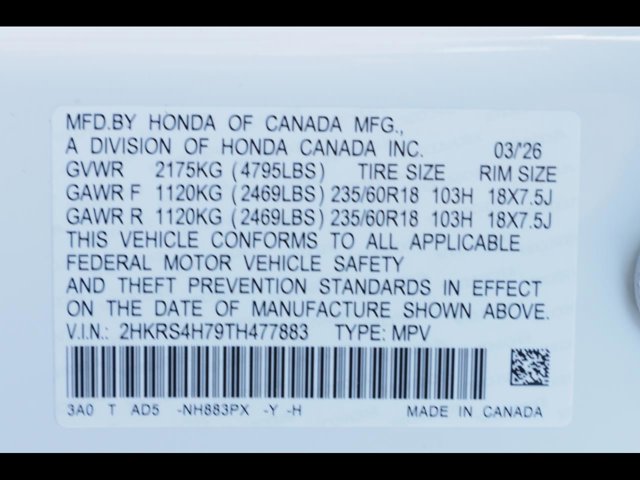 MFD.BY HONDA OF CANADA MFG.,
A DIVISION OF HONDA CANADA INC. 03/'26
GVWR 2175KG (4795LBS) TIRE SIZE RIM SIZE
GAWR F 1120KG (2469LBS) 235/60R18 103H 18X7.5J
GAWR R 1120KG (2469LBS) 235/60R18 103H 18X7.5J
THIS VEHICLE CONFORMS TO ALL APPLICABLE
FEDERAL MOTOR VEHICLE SAFETY
AND THEFT PREVENTION STANDARDS IN EFFECT
ON THE DATE OF MANUFACTURE SHOWN ABOVE.
V.I.N.: 2HKRS4H79TH477883 TYPE: MPV
3A0 T AD5 -NH883PX -Y -H MADE IN CANADA